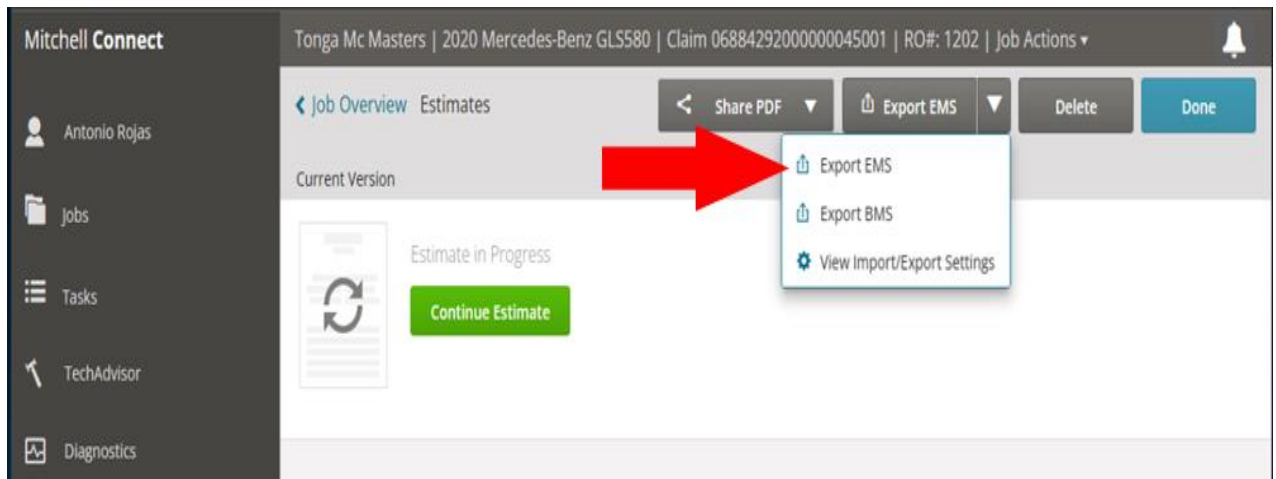 Mitchell Connect
Tonga Mc Masters | 2020 Mercedes-Benz GLS580 | Claim 06884292000000045001 | RO#: 1202 | Job Actions ▾
Antonio Rojas
Jobs
Tasks
TechAdvisor
Diagnostics
Job Overview Estimates
Share PDF
Export EMS
Delete
Done
Export EMS
Export BMS
View Import/Export Settings
Current Version
Estimate in Progress
Continue Estimate